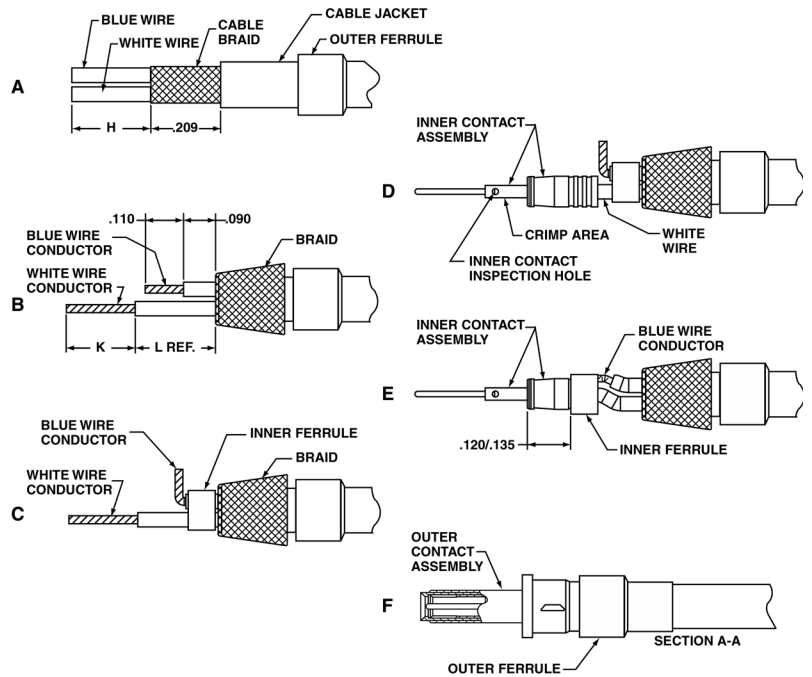 BLUE WIRE
WHITE WIRE
CABLE
BRAID
CABLE JACKET
OUTER FERRULE
A
H
.209
.110
.090
BLUE WIRE
CONDUCTOR
BRAID
WHITE WIRE
CONDUCTOR
B
K
L REF.
BLUE WIRE
CONDUCTOR
INNER FERRULE
BRAID
WHITE WIRE
CONDUCTOR
C
INNER CONTACT
ASSEMBLY
D
CRIMP AREA
WHITE
WIRE
INNER CONTACT
INSPECTION HOLE
INNER CONTACT
ASSEMBLY
BLUE WIRE
CONDUCTOR
E
.120/.135
INNER FERRULE
OUTER
CONTACT
ASSEMBLY
F
SECTION A-A
OUTER FERRULE